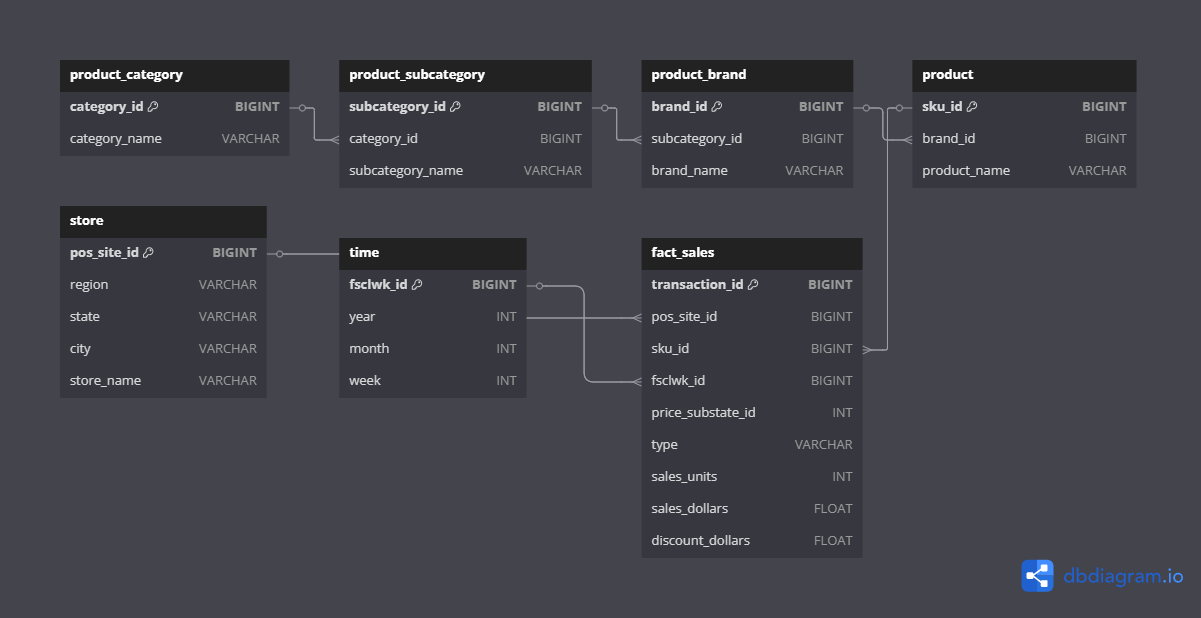 product_category
category_id BIGINT
category_name VARCHAR
product_subcategory
subcategory_id BIGINT
category_id BIGINT
subcategory_name VARCHAR
product_brand
brand_id BIGINT
subcategory_id BIGINT
brand_name VARCHAR
product
sku_id BIGINT
brand_id BIGINT
product_name VARCHAR
store
pos_site_id BIGINT
region VARCHAR
state VARCHAR
city VARCHAR
store_name VARCHAR
time
fsclwk_id BIGINT
year INT
month INT
week INT
fact_sales
transaction_id BIGINT
pos_site_id BIGINT
sku_id BIGINT
fsclwk_id BIGINT
price_substate_id INT
type VARCHAR
sales_units INT
sales_dollars FLOAT
discount_dollars FLOAT
dbdiagram.io